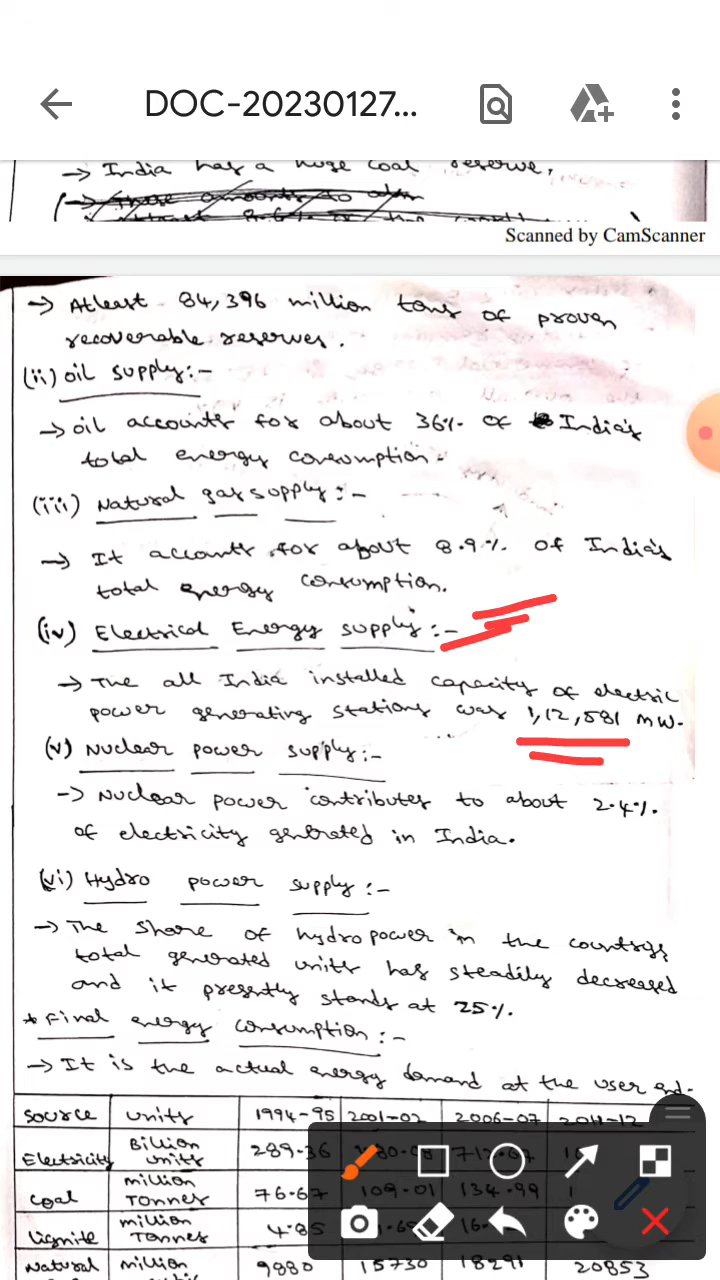 DOC-20230127...
→ India has a huge coal reserve,
Scanned by CamScanner
→ Atleast 84,396 million tons of proven
recoverable reserves.
(ii) oil supply:-
→ oil accounts for about 36% of India's
total energy consumption.
(iii) Natural gas supply:-
→ It accounts for about 8.9% of India's
total energy consumption.
(iv) Electrical Energy supply:-
→ The all India installed capacity of electric
power generating stations was 1,12,581 MW.
(v) Nuclear power supply:-
→ Nuclear power contributes to about 2.4%.
of electricity generated in India.
(vi) Hydro power supply:-
→ The share of hydropower in the country's
total generated units has steadily decreased
and it presently stands at 25%.
* Final energy consumption:-
→ It is the actual energy demand at the user end.
source units 1994-95 2001-02 2006-07 2011-12
Electricity Billion units 289.36
coal million Tonnes 76.67 109.01 134.99
Lignite million Tonnes 4.85
Natural million 9880 15730 18291 20853